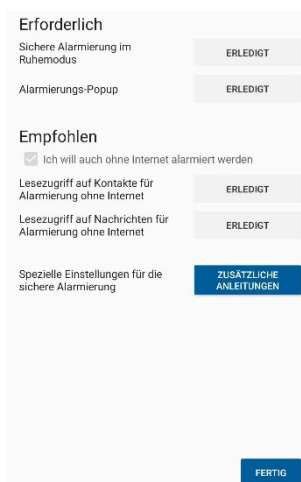 Erforderlich
Sichere Alarmierung im
Ruhemodus
ERLEDIGT
Alarmierungs-Popup
ERLEDIGT
Empfohlen
Ich will auch ohne Internet alarmiert werden
Lesezugriff auf Kontakte für
Alarmierung ohne Internet
ERLEDIGT
Lesezugriff auf Nachrichten für
Alarmierung ohne Internet
ERLEDIGT
Spezielle Einstellungen für die
sichere Alarmierung
ZUSÄTZLICHE
ANLEITUNGEN
FERTIG